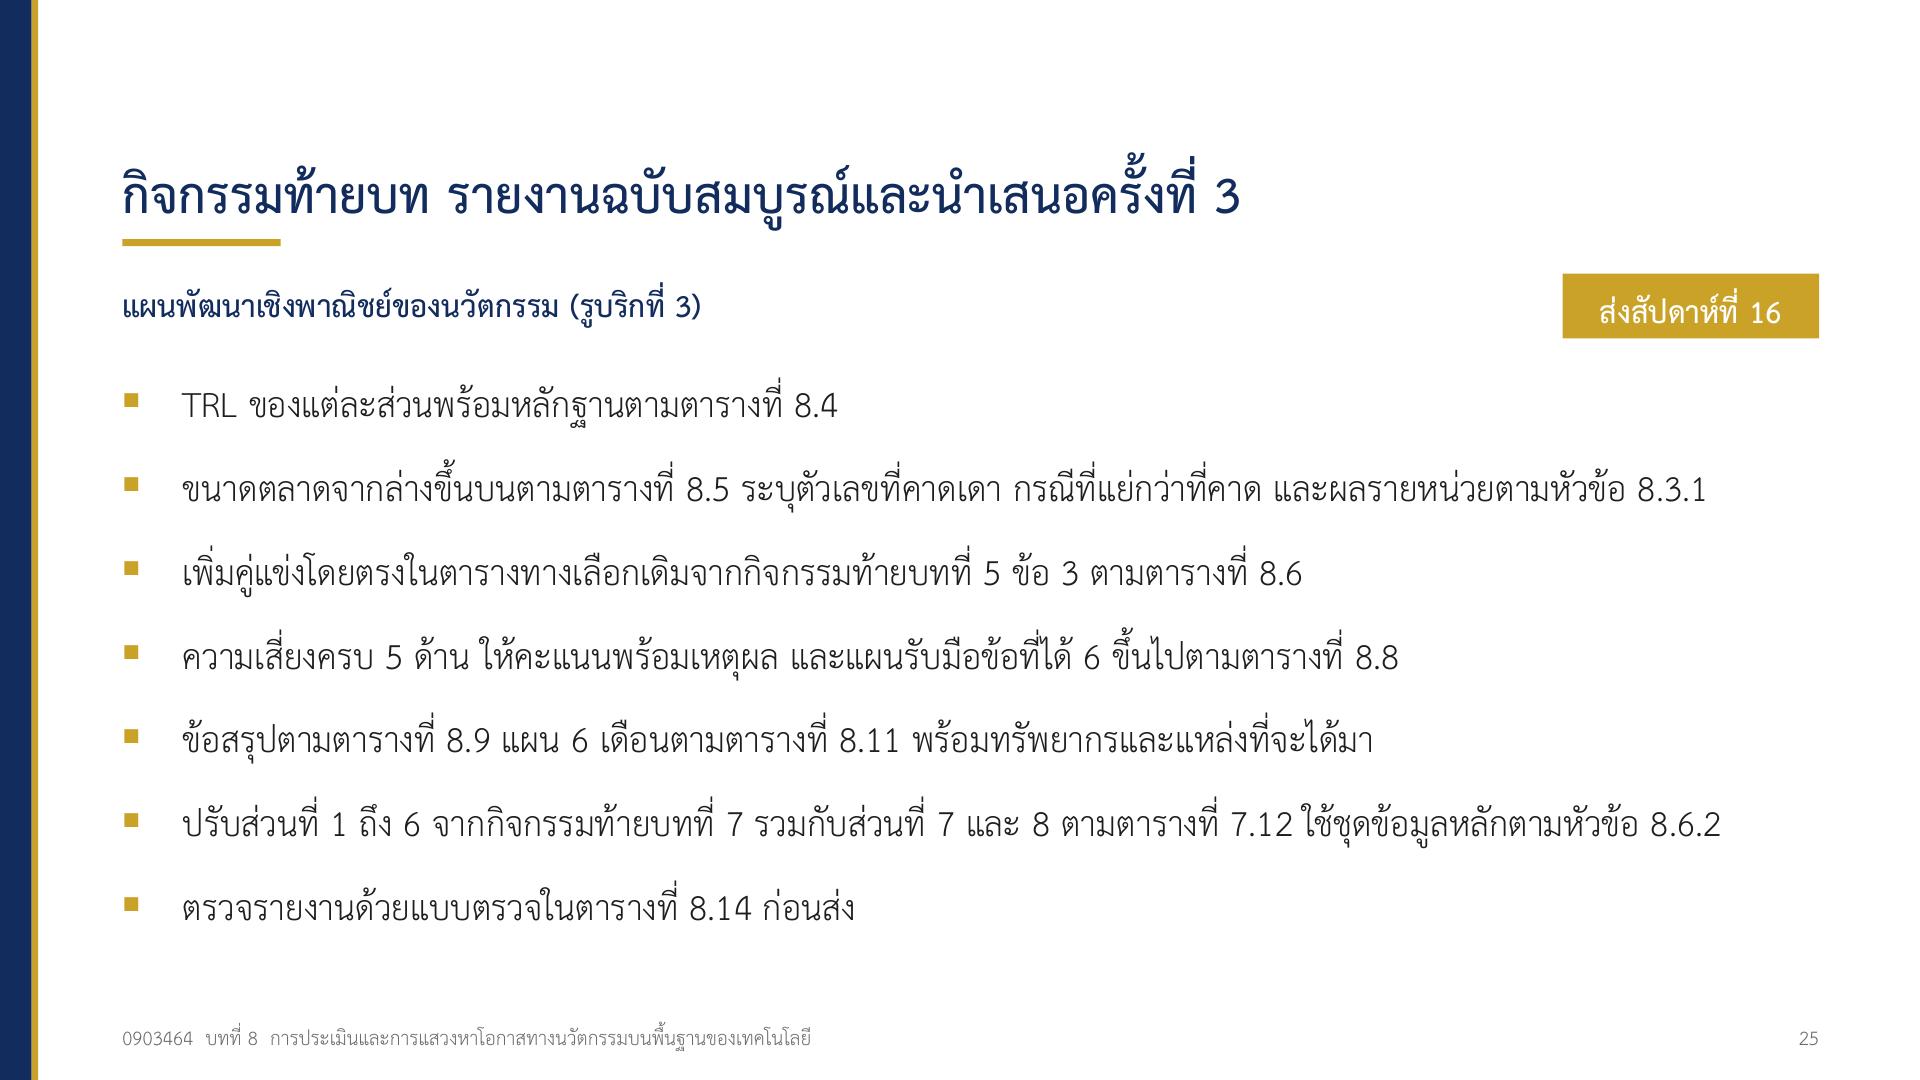 กิจกรรมท้ายบท รายงานฉบับสมบูรณ์และนำเสนอครั้งที่ 3
แผนพัฒนาเชิงพาณิชย์ของนวัตกรรม (รูบริกที่ 3)
ส่งสัปดาห์ที่ 16
TRL ของแต่ละส่วนพร้อมหลักฐานตามตารางที่ 8.4
ขนาดตลาดจากล่างขึ้นบนตามตารางที่ 8.5 ระบุตัวเลขที่คาดเดา กรณีที่แย่กว่าที่คาด และผลรายหน่วยตามหัวข้อ 8.3.1
เพิ่มคู่แข่งโดยตรงในตารางทางเลือกเดิมจากกิจกรรมท้ายบทที่ 5 ข้อ 3 ตามตารางที่ 8.6
ความเสี่ยงครบ 5 ด้าน ให้คะแนนพร้อมเหตุผล และแผนรับมือข้อที่ได้ 6 ขึ้นไปตามตารางที่ 8.8
ข้อสรุปตามตารางที่ 8.9 แผน 6 เดือนตามตารางที่ 8.11 พร้อมทรัพยากรและแหล่งที่จะได้มา
ปรับส่วนที่ 1 ถึง 6 จากกิจกรรมท้ายบทที่ 7 รวมกับส่วนที่ 7 และ 8 ตามตารางที่ 7.12 ใช้ชุดข้อมูลหลักตามหัวข้อ 8.6.2
ตรวจรายงานด้วยแบบตรวจในตารางที่ 8.14 ก่อนส่ง
0903464 บทที่ 8 การประเมินและการแสวงหาโอกาสทางนวัตกรรมบนพื้นฐานของเทคโนโลยี
25